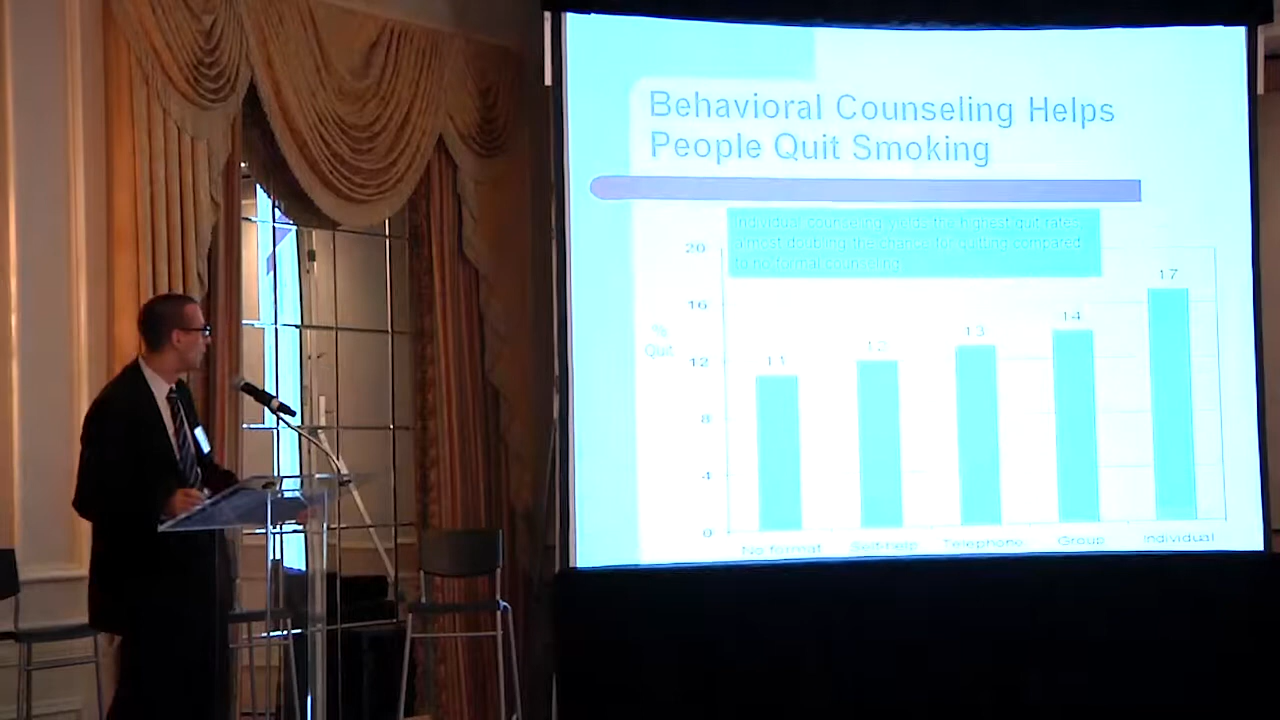 Behavioral Counseling Helps
People Quit Smoking
Individual counseling yields the highest quit rates,
almost doubling the chance for quitting compared
to no formal counseling
20
16
12
8
4
0
%
Quit
11
12
13
14
17
No format
Self-help
Telephone
Group
Individual